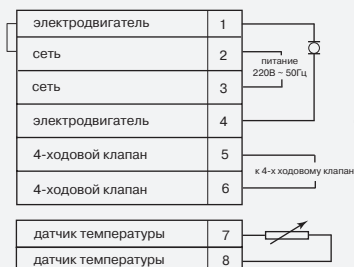 электродвигатель 1
сеть 2
питание
220В ~ 50Гц
сеть 3
электродвигатель 4
4-ходовой клапан 5
к 4-х ходовому клапан
4-ходовой клапан 6
датчик температуры 7
датчик температуры 8